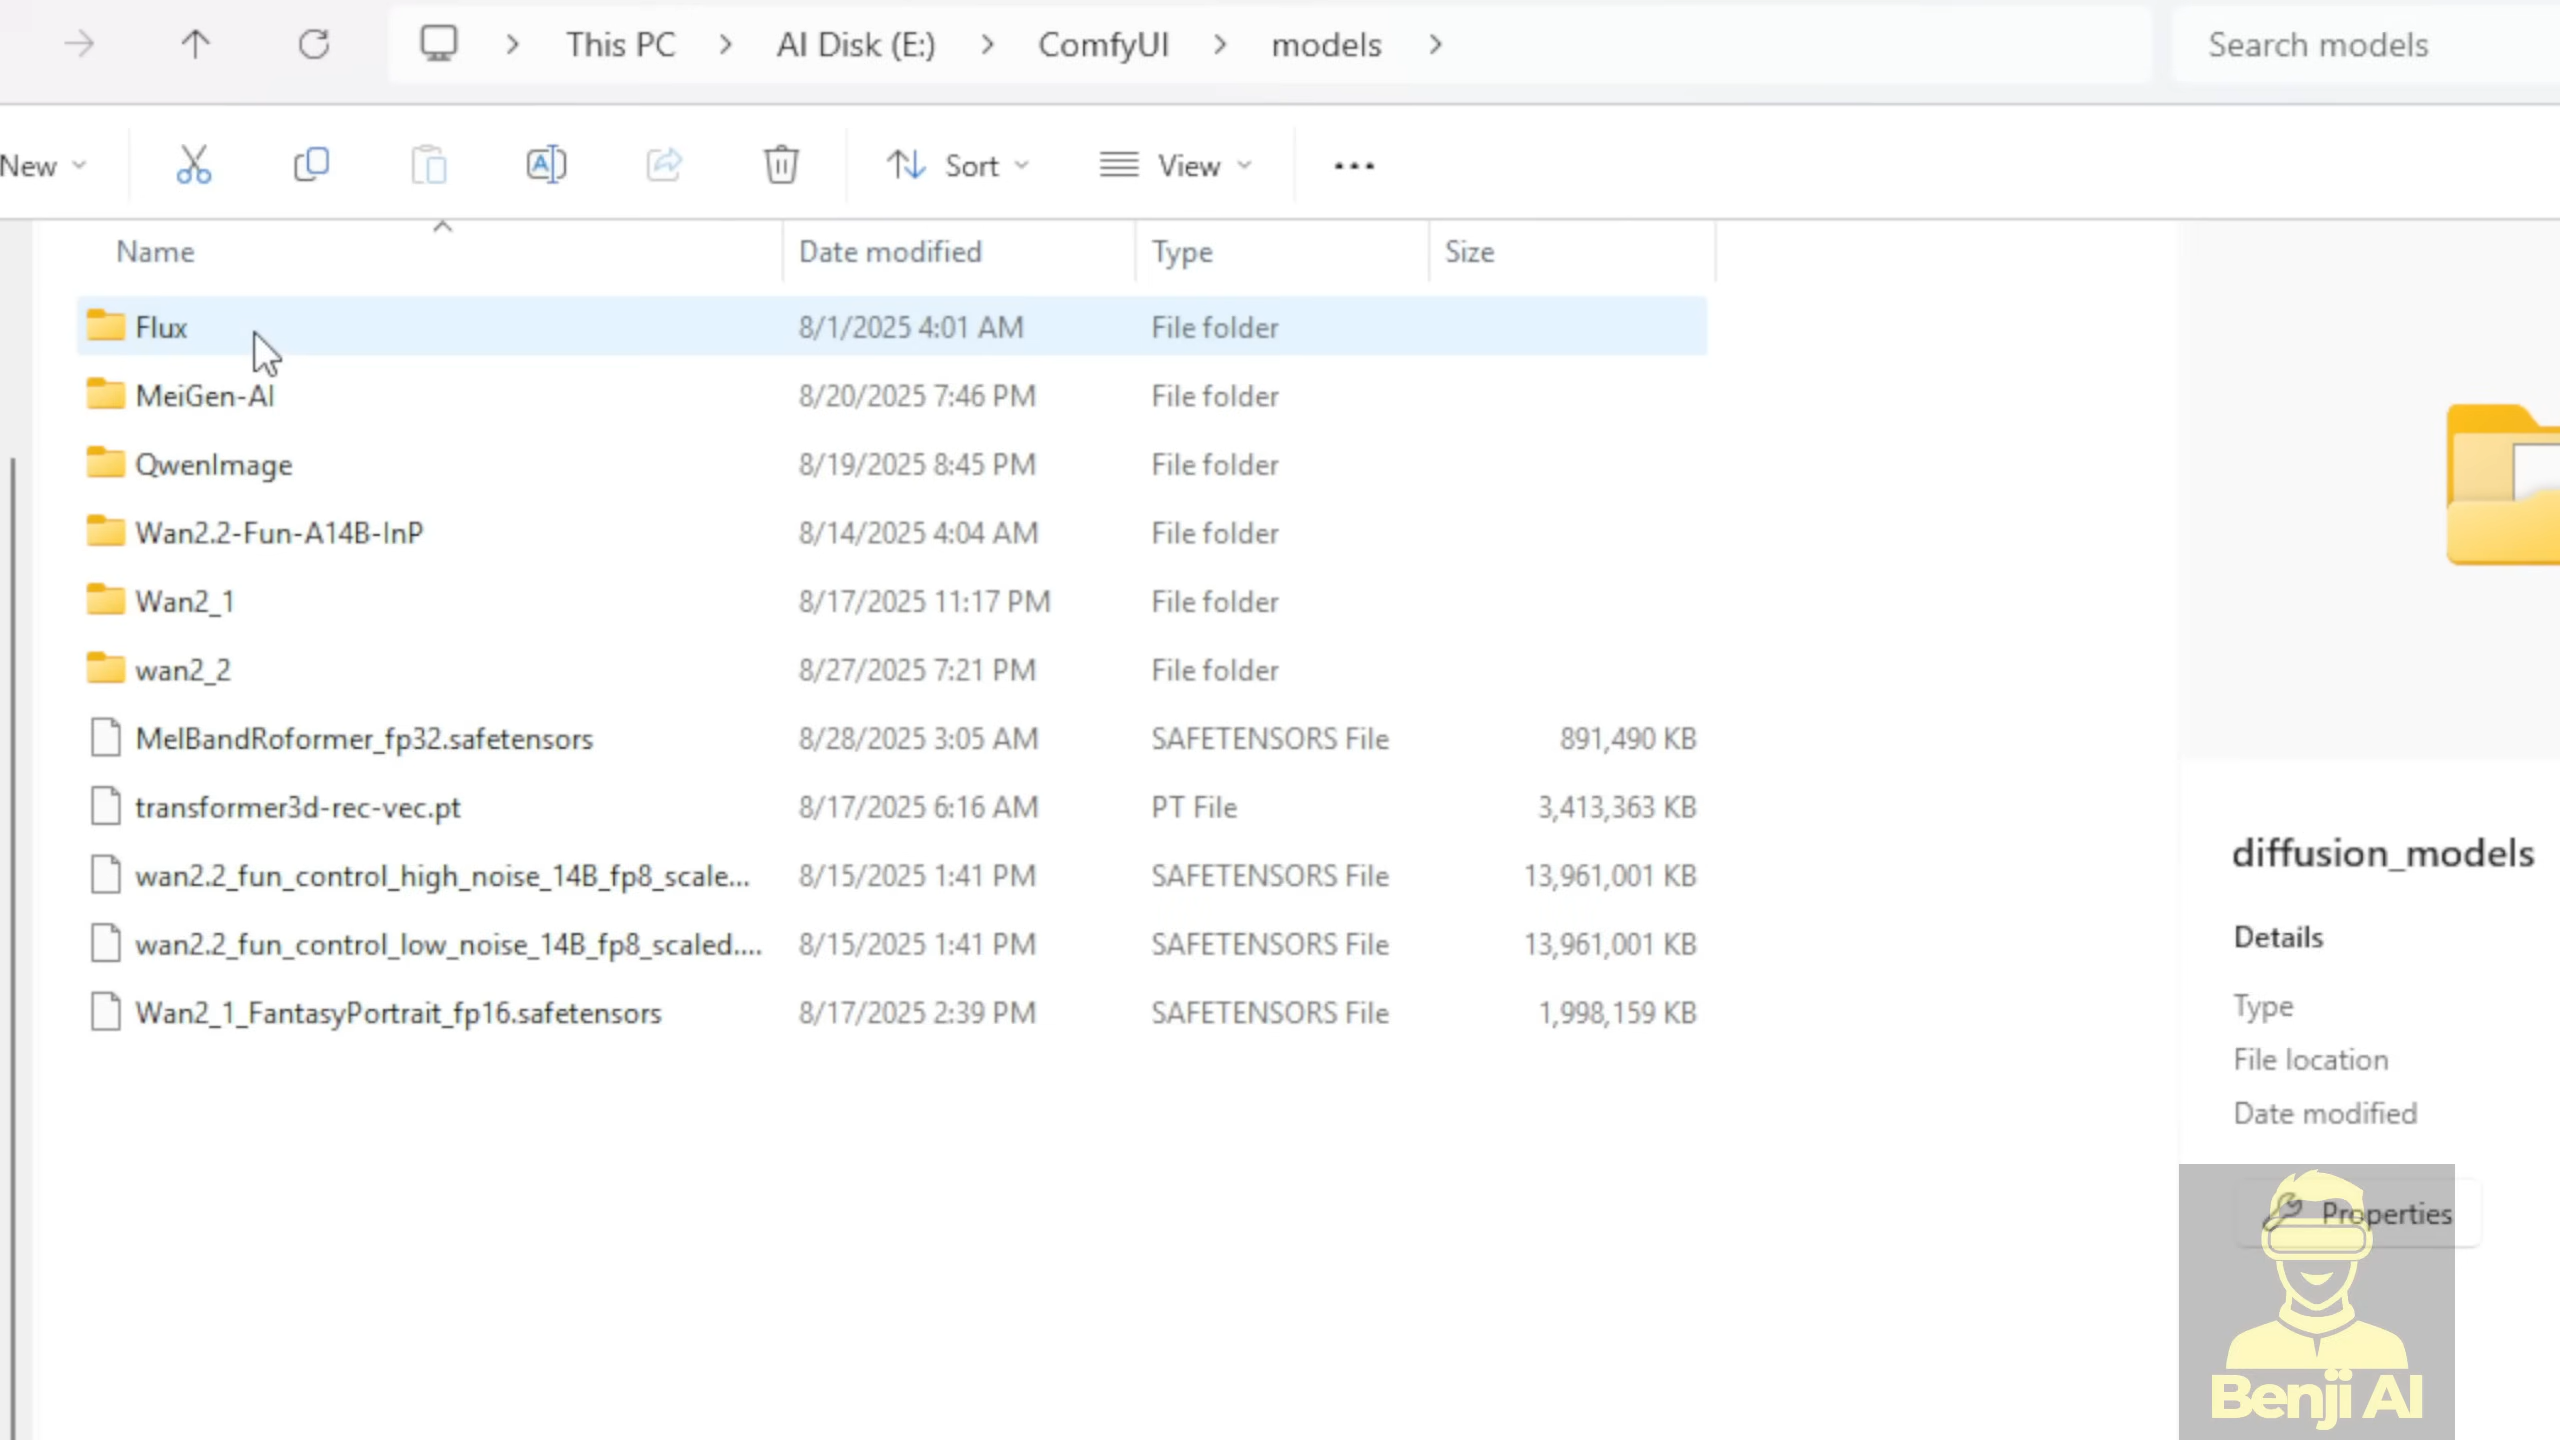 This PC > AI Disk (E:) > ComfyUI > models >
Search models
New
Sort
View
Name Date modified Type Size
Flux 8/1/2025 4:01 AM File folder
MeiGen-AI 8/20/2025 7:46 PM File folder
QwenImage 8/19/2025 8:45 PM File folder
Wan2.2-Fun-A14B-InP 8/14/2025 4:04 AM File folder
Wan2_1 8/17/2025 11:17 PM File folder
wan2_2 8/27/2025 7:21 PM File folder
MelBandRoformer_fp32.safetensors 8/28/2025 3:05 AM SAFETENSORS File 891,490 KB
transformer3d-rec-vec.pt 8/17/2025 6:16 AM PT File 3,413,363 KB
wan2.2_fun_control_high_noise_14B_fp8_scale... 8/15/2025 1:41 PM SAFETENSORS File 13,961,001 KB
wan2.2_fun_control_low_noise_14B_fp8_scaled.... 8/15/2025 1:41 PM SAFETENSORS File 13,961,001 KB
Wan2_1_FantasyPortrait_fp16.safetensors 8/17/2025 2:39 PM SAFETENSORS File 1,998,159 KB
diffusion_models
Details
Type
File location
Date modified
Properties
Benji AI